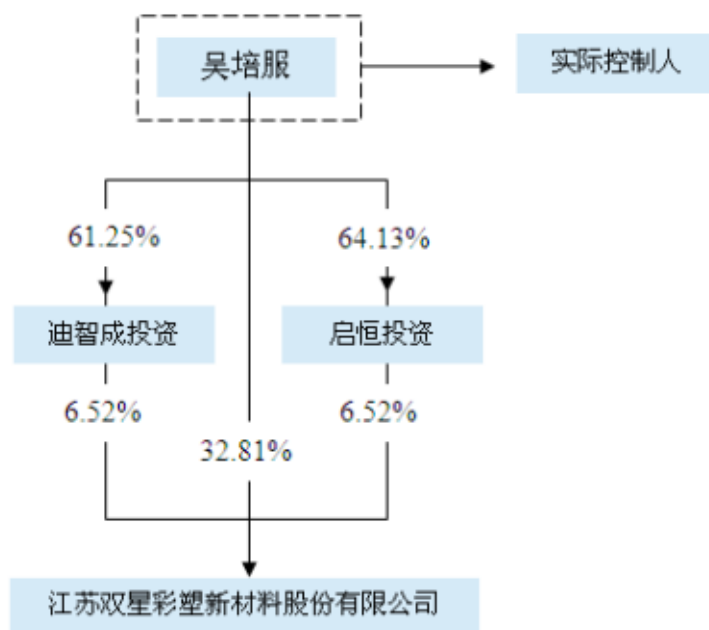 吴培服
实际控制人
61.25%
64.13%
迪智成投资
启恒投资
6.52%
6.52%
32.81%
江苏双星彩塑新材料股份有限公司